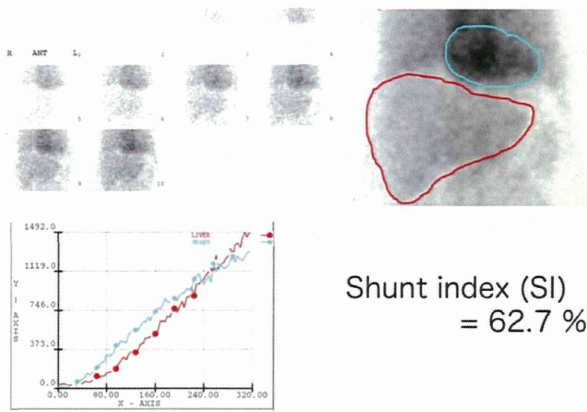 R ANT L
1
2
3
4
5
6
7
8
9
10
1492.0
1119.0
746.0
373.0
0.0
Y - AXIS
LIVER
HEART
0.00 80.00 160.00 240.00 320.00
X - AXIS
Shunt index (SI)
= 62.7 %